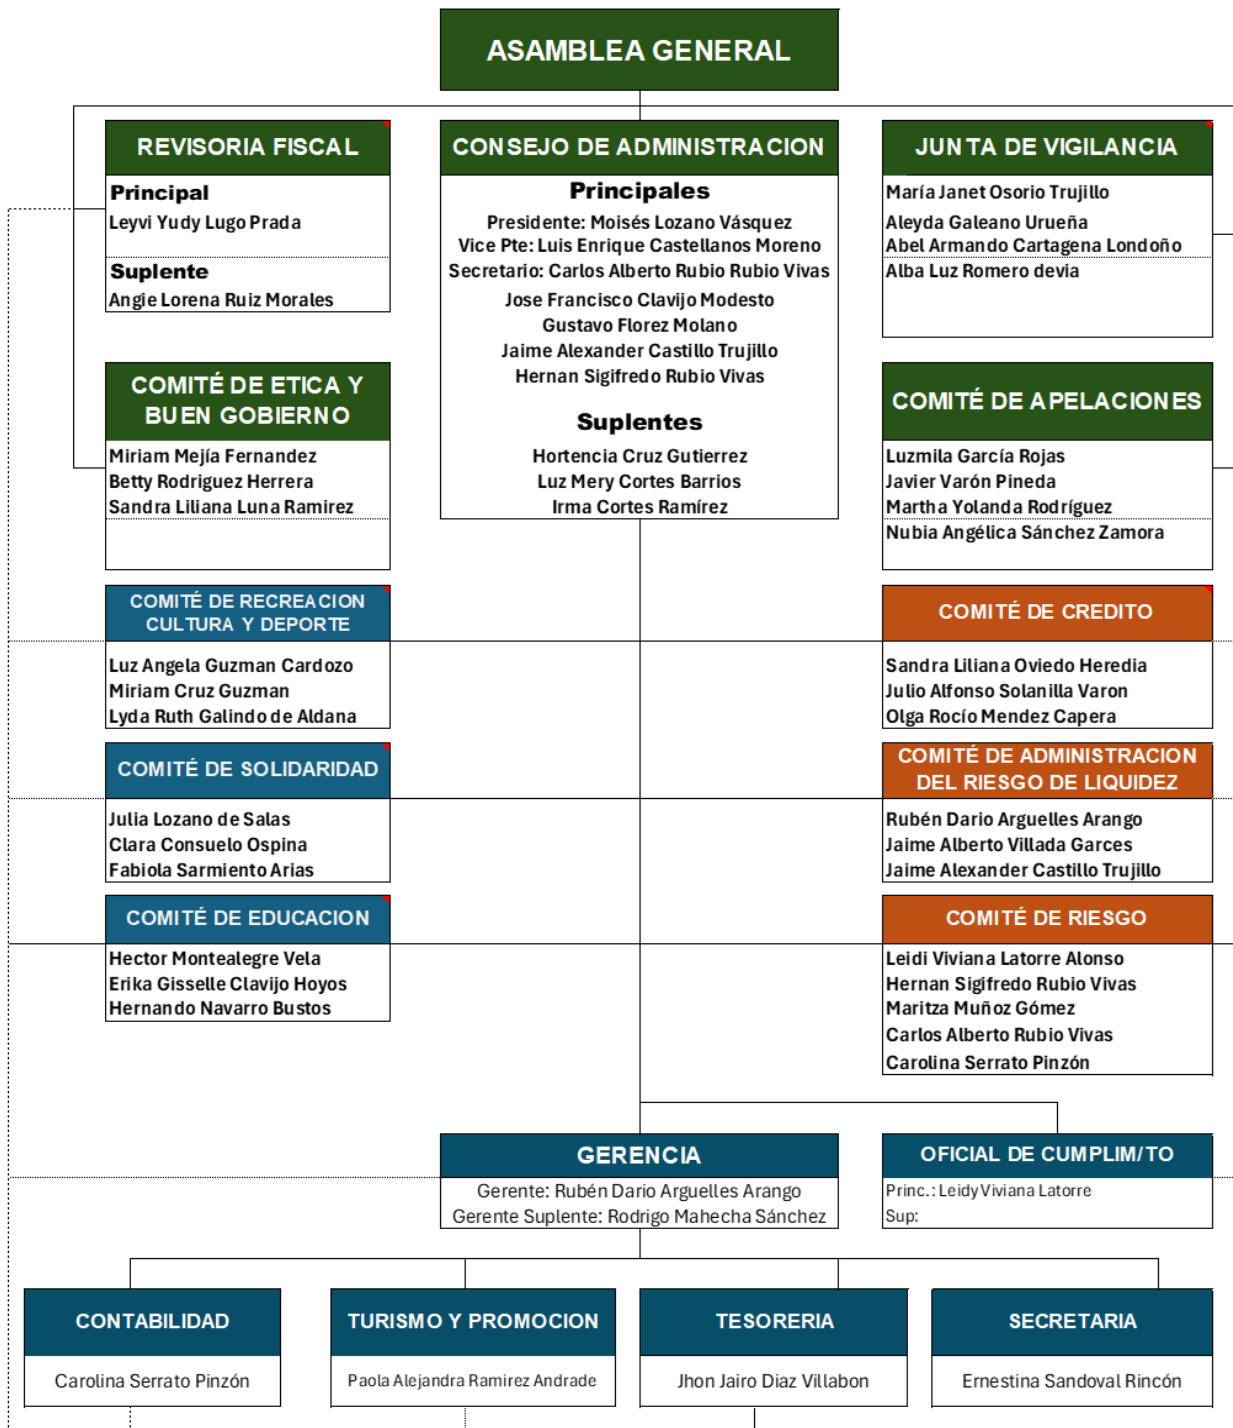 ASAMBLEA GENERAL
REVISORIA FISCAL
Principal
Leyvi Yudy Lugo Prada
Suplente
Angie Lorena Ruiz Morales
CONSEJO DE ADMINISTRACION
Principales
Presidente: Moisés Lozano Vásquez
Vice Pte: Luis Enrique Castellanos Moreno
Secretario: Carlos Alberto Rubio Rubio Vivas
Jose Francisco Clavijo Modesto
Gustavo Florez Molano
Jaime Alexander Castillo Trujillo
Hernan Sigifredo Rubio Vivas
Suplentes
Hortencia Cruz Gutierrez
Luz Mery Cortes Barrios
Irma Cortes Ramírez
JUNTA DE VIGILANCIA
María Janet Osorio Trujillo
Aleyda Galeano Urueña
Abel Armando Cartagena Londoño
Alba Luz Romero devia
COMITÉ DE ETICA Y
BUEN GOBIERNO
Miriam Mejía Fernandez
Betty Rodriguez Herrera
Sandra Liliana Luna Ramirez
COMITÉ DE APELACIONES
Luzmila García Rojas
Javier Varón Pineda
Martha Yolanda Rodríguez
Nubia Angélica Sánchez Zamora
COMITÉ DE RECREACION
CULTURA Y DEPORTE
Luz Angela Guzman Cardozo
Miriam Cruz Guzman
Lyda Ruth Galindo de Aldana
COMITÉ DE CREDITO
Sandra Liliana Oviedo Heredia
Julio Alfonso Solanilla Varon
Olga Rocío Mendez Capera
COMITÉ DE SOLIDARIDAD
Julia Lozano de Salas
Clara Consuelo Ospina
Fabiola Sarmiento Arias
COMITÉ DE ADMINISTRACION
DEL RIESGO DE LIQUIDEZ
Rubén Dario Arguelles Arango
Jaime Alberto Villada Garces
Jaime Alexander Castillo Trujillo
COMITÉ DE EDUCACION
Hector Montealegre Vela
Erika Gisselle Clavijo Hoyos
Hernando Navarro Bustos
COMITÉ DE RIESGO
Leidi Viviana Latorre Alonso
Hernan Sigifredo Rubio Vivas
Maritza Muñoz Gómez
Carlos Alberto Rubio Vivas
Carolina Serrato Pinzón
GERENCIA
Gerente: Rubén Dario Arguelles Arango
Gerente Suplente: Rodrigo Mahecha Sánchez
OFICIAL DE CUMPLIM/TO
Princ.: Leidy Viviana Latorre
Sup:
CONTABILIDAD
Carolina Serrato Pinzón
TURISMO Y PROMOCION
Paola Alejandra Ramirez Andrade
TESORERIA
Jhon Jairo Diaz Villabon
SECRETARIA
Ernestina Sandoval Rincón